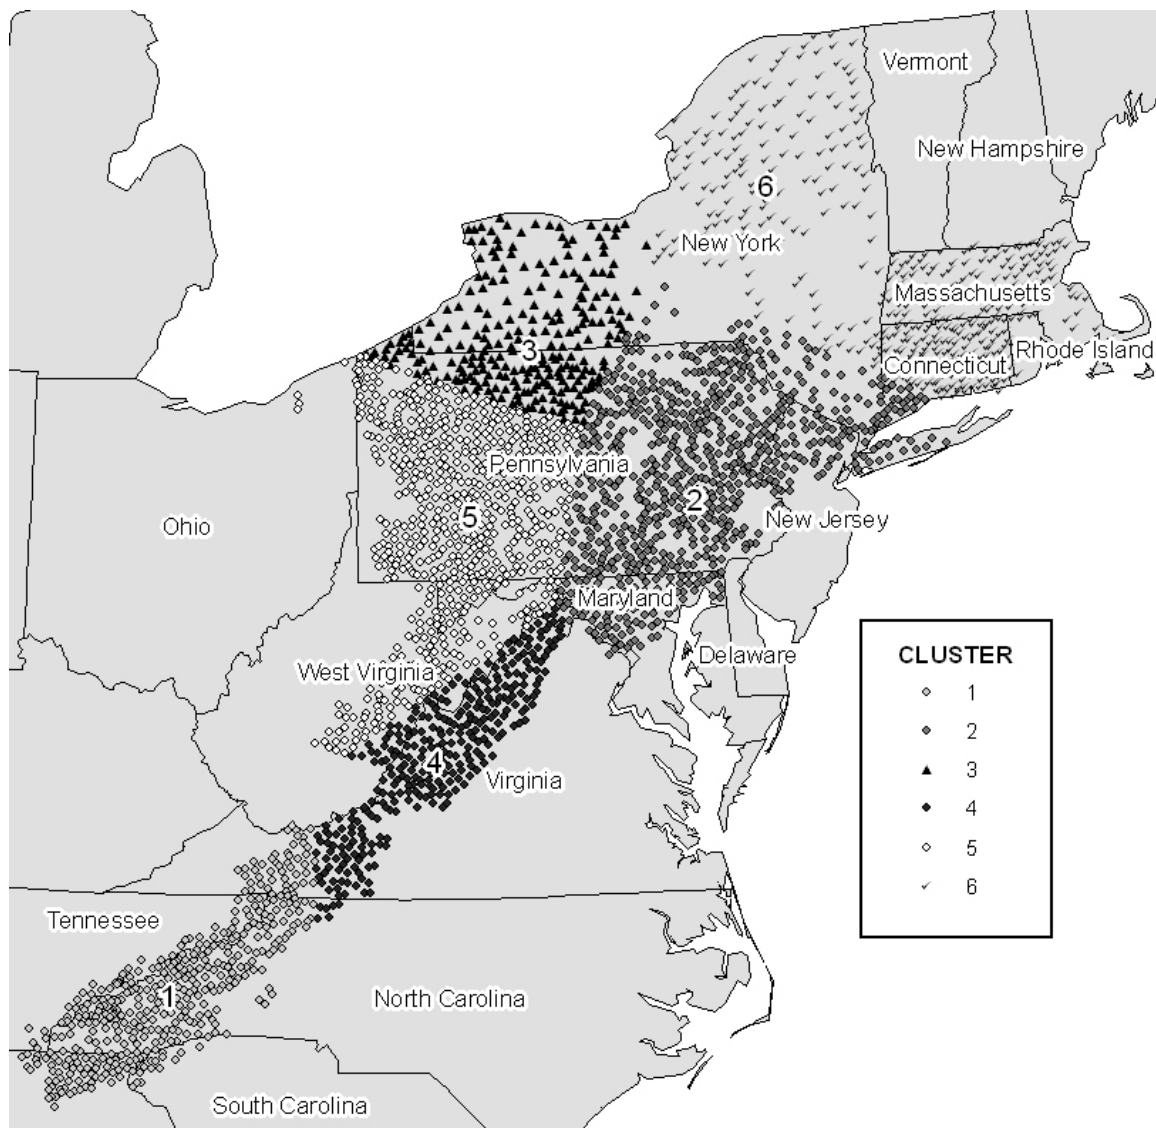 Vermont
New Hampshire
6
New York
Massachusetts
3
Rhode Island
Connecticut
Pennsylvania
2
5
New Jersey
Ohio
Maryland
Delaware
West Virginia
4
Virginia
CLUSTER
1
2
3
4
5
6
Tennessee
1
North Carolina
South Carolina